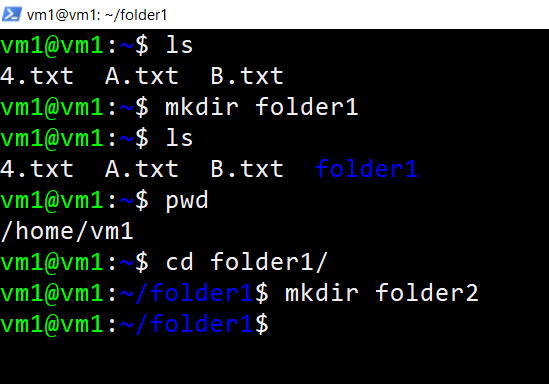 vm1@vm1: ~/folder1
vm1@vm1:~$ ls
4.txt  A.txt  B.txt
vm1@vm1:~$ mkdir folder1
vm1@vm1:~$ ls
4.txt  A.txt  B.txt  folder1
vm1@vm1:~$ pwd
/home/vm1
vm1@vm1:~$ cd folder1/
vm1@vm1:~/folder1$ mkdir folder2
vm1@vm1:~/folder1$